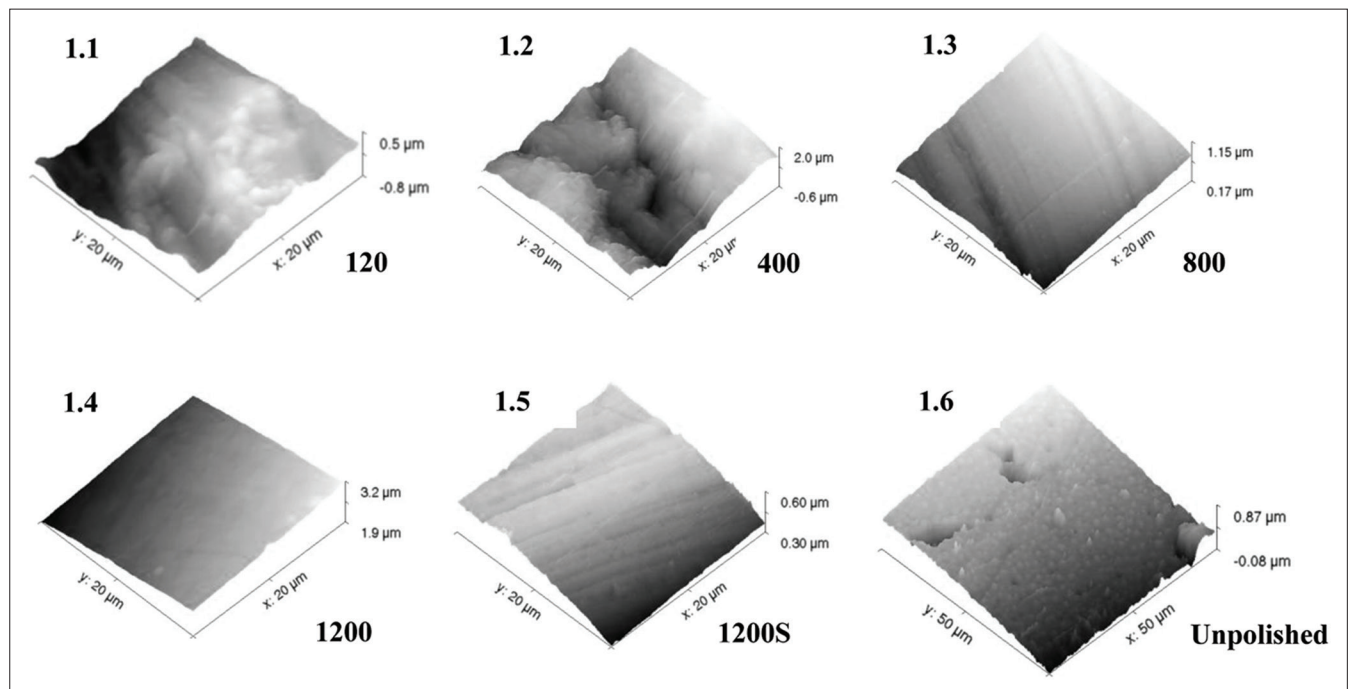 1.1
0.5 µm
-0.8 µm
y: 20 µm
x: 20 µm
120
1.2
2.0 µm
-0.6 µm
y: 20 µm
x: 20 µm
400
1.3
1.15 µm
0.17 µm
y: 20 µm
x: 20 µm
800
1.4
3.2 µm
1.9 µm
y: 20 µm
x: 20 µm
1200
1.5
0.60 µm
0.30 µm
y: 20 µm
x: 20 µm
1200S
1.6
0.87 µm
-0.08 µm
y: 50 µm
x: 50 µm
Unpolished